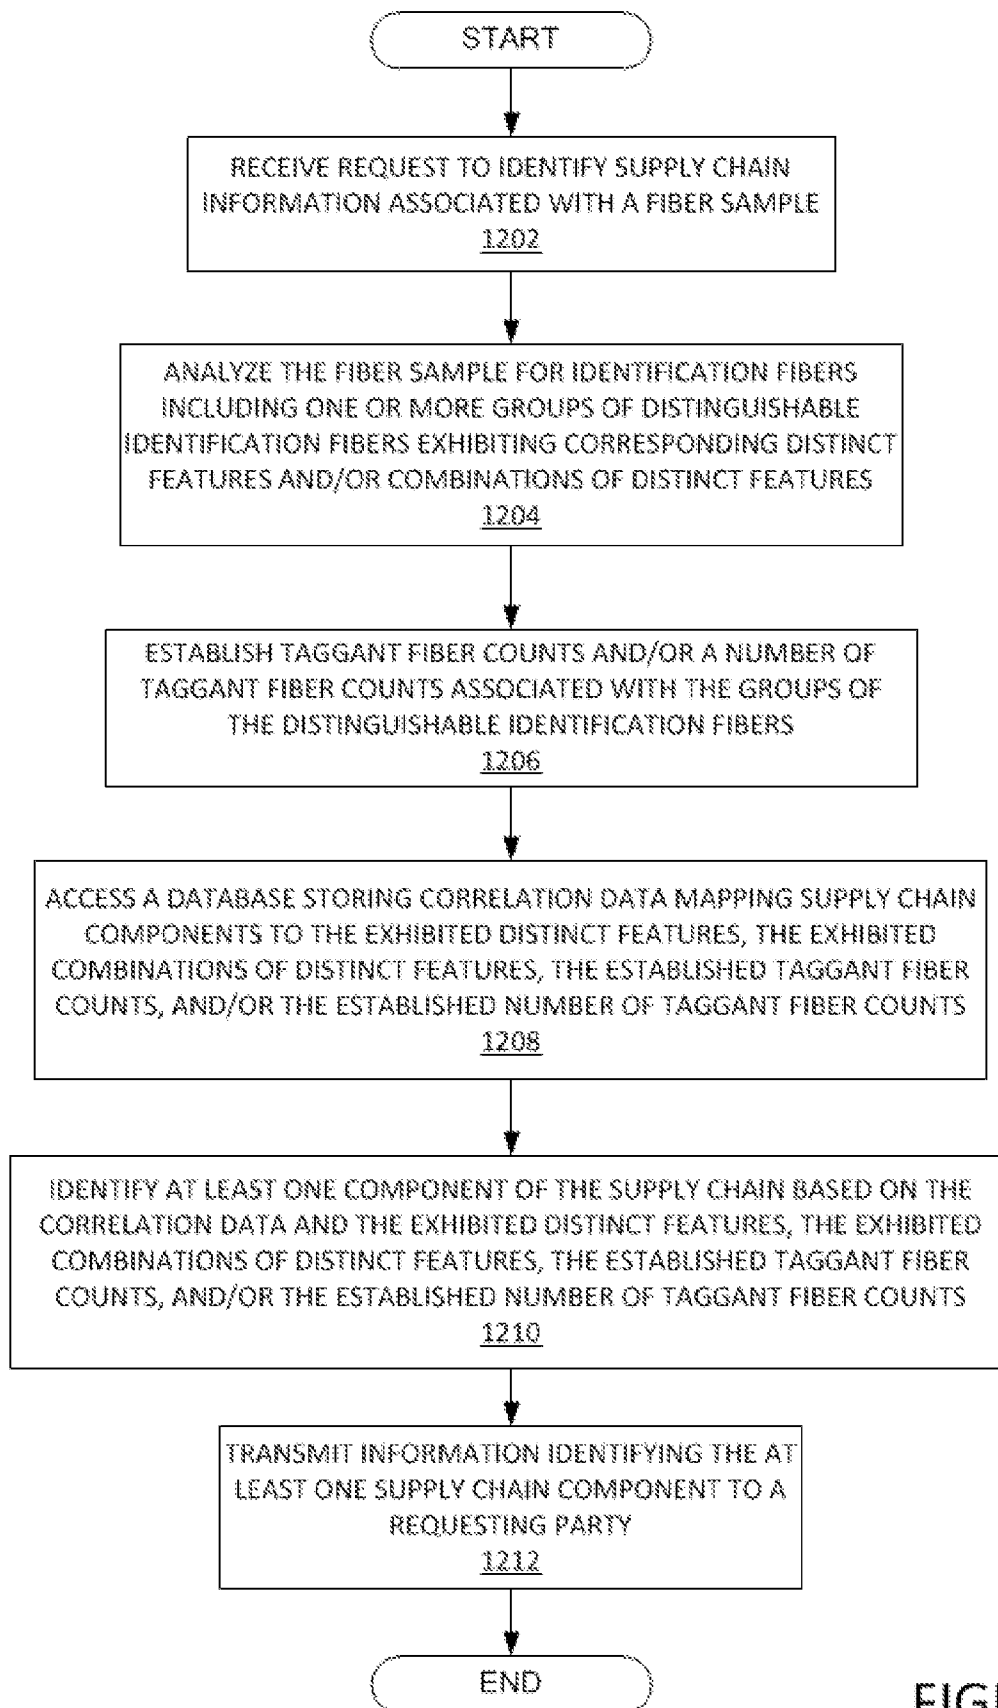 START
RECEIVE REQUEST TO IDENTIFY SUPPLY CHAIN
INFORMATION ASSOCIATED WITH A FIBER SAMPLE
1202
ANALYZE THE FIBER SAMPLE FOR IDENTIFICATION FIBERS
INCLUDING ONE OR MORE GROUPS OF DISTINGUISHABLE
IDENTIFICATION FIBERS EXHIBITING CORRESPONDING DISTINCT
FEATURES AND/OR COMBINATIONS OF DISTINCT FEATURES
1204
ESTABLISH TAGGANT FIBER COUNTS AND/OR A NUMBER OF
TAGGANT FIBER COUNTS ASSOCIATED WITH THE GROUPS OF
THE DISTINGUISHABLE IDENTIFICATION FIBERS
1206
ACCESS A DATABASE STORING CORRELATION DATA MAPPING SUPPLY CHAIN
COMPONENTS TO THE EXHIBITED DISTINCT FEATURES, THE EXHIBITED
COMBINATIONS OF DISTINCT FEATURES, THE ESTABLISHED TAGGANT FIBER
COUNTS, AND/OR THE ESTABLISHED NUMBER OF TAGGANT FIBER COUNTS
1208
IDENTIFY AT LEAST ONE COMPONENT OF THE SUPPLY CHAIN BASED ON THE
CORRELATION DATA AND THE EXHIBITED DISTINCT FEATURES, THE EXHIBITED
COMBINATIONS OF DISTINCT FEATURES, THE ESTABLISHED TAGGANT FIBER
COUNTS, AND/OR THE ESTABLISHED NUMBER OF TAGGANT FIBER COUNTS
1210
TRANSMIT INFORMATION IDENTIFYING THE AT
LEAST ONE SUPPLY CHAIN COMPONENT TO A
REQUESTING PARTY
1212
END